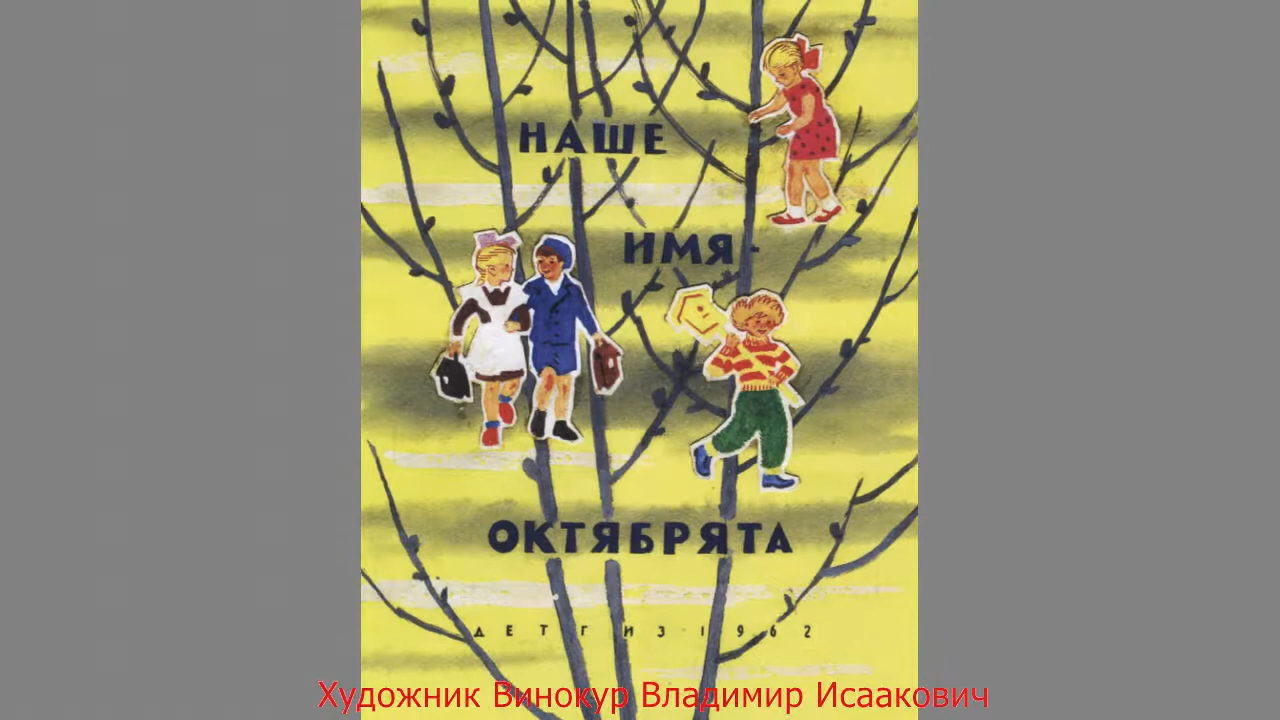 НАШЕ
ИМЯ-
ОКТЯБРЯТА
ДЕТГИЗ-1962
Художник Винокур Владимир Исаакович